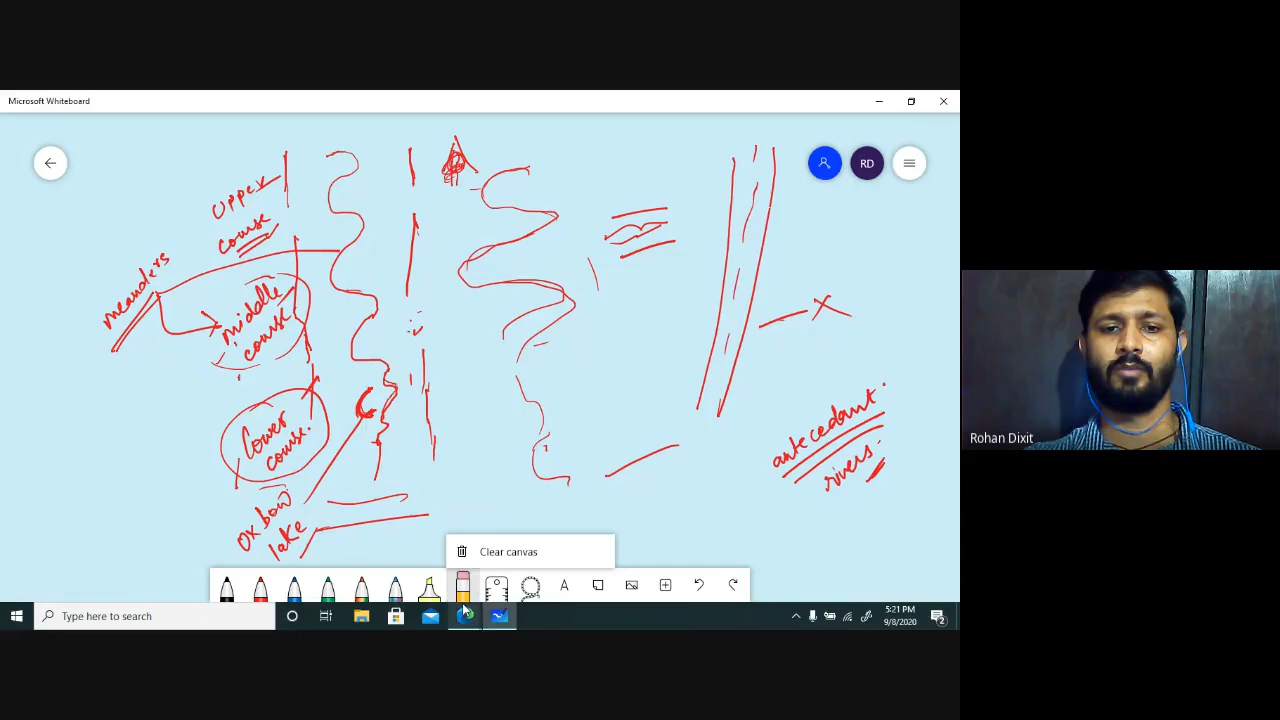 Microsoft Whiteboard
RD
upper
course
meanders
middle
course
Lower
course.
ox bow
lake
antecedant
rivers
Rohan Dixit
Clear canvas
A
Type here to search
5:21 PM
9/8/2020
2